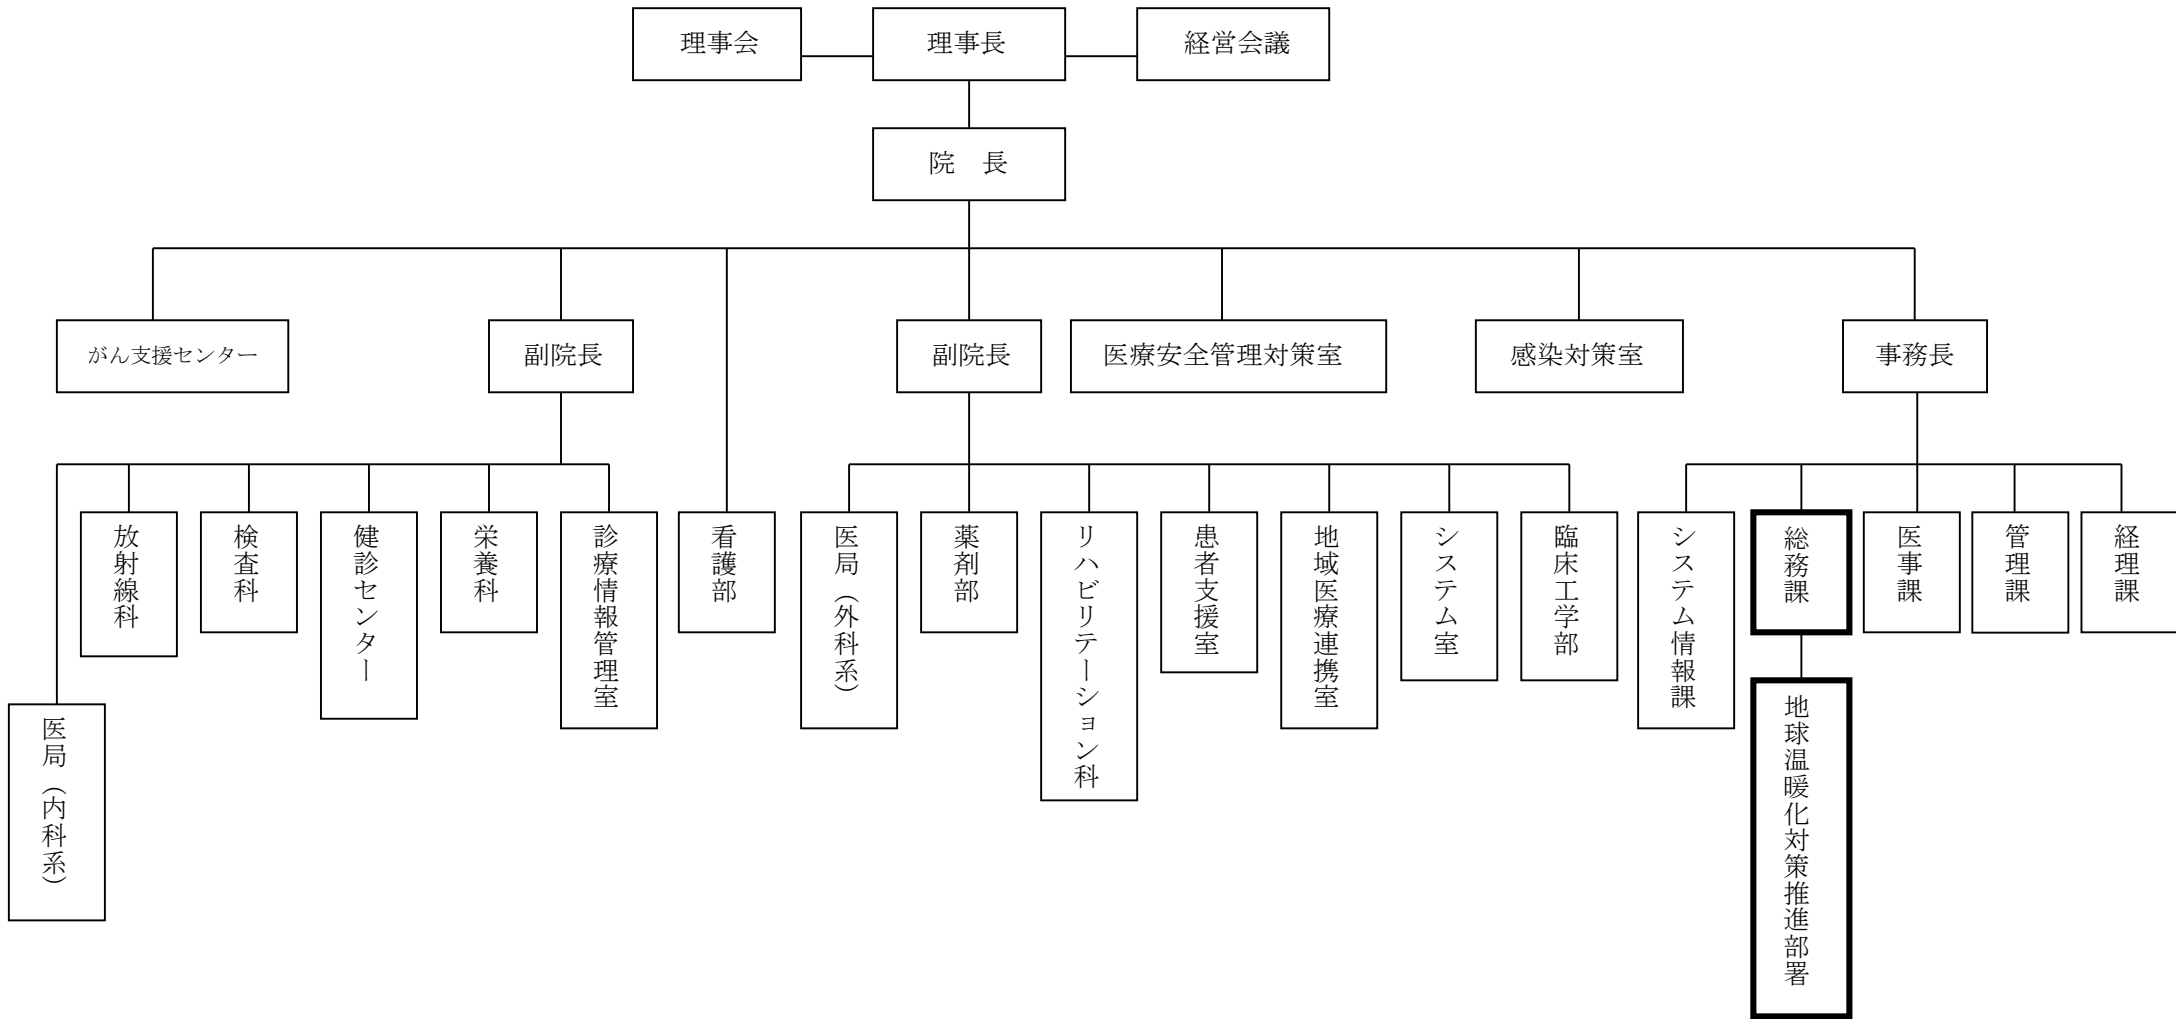 理事会
理事長
経営会議
院　長
がん支援センター
副院長
副院長
医療安全管理対策室
感染対策室
事務長
医局（内科系）
放射線科
検査科
健診センター
栄養科
診療情報管理室
看護部
医局（外科系）
薬剤部
リハビリテーション科
患者支援室
地域医療連携室
システム室
臨床工学部
システム情報課
総務課
医事課
管理課
経理課
地球温暖化対策推進部署